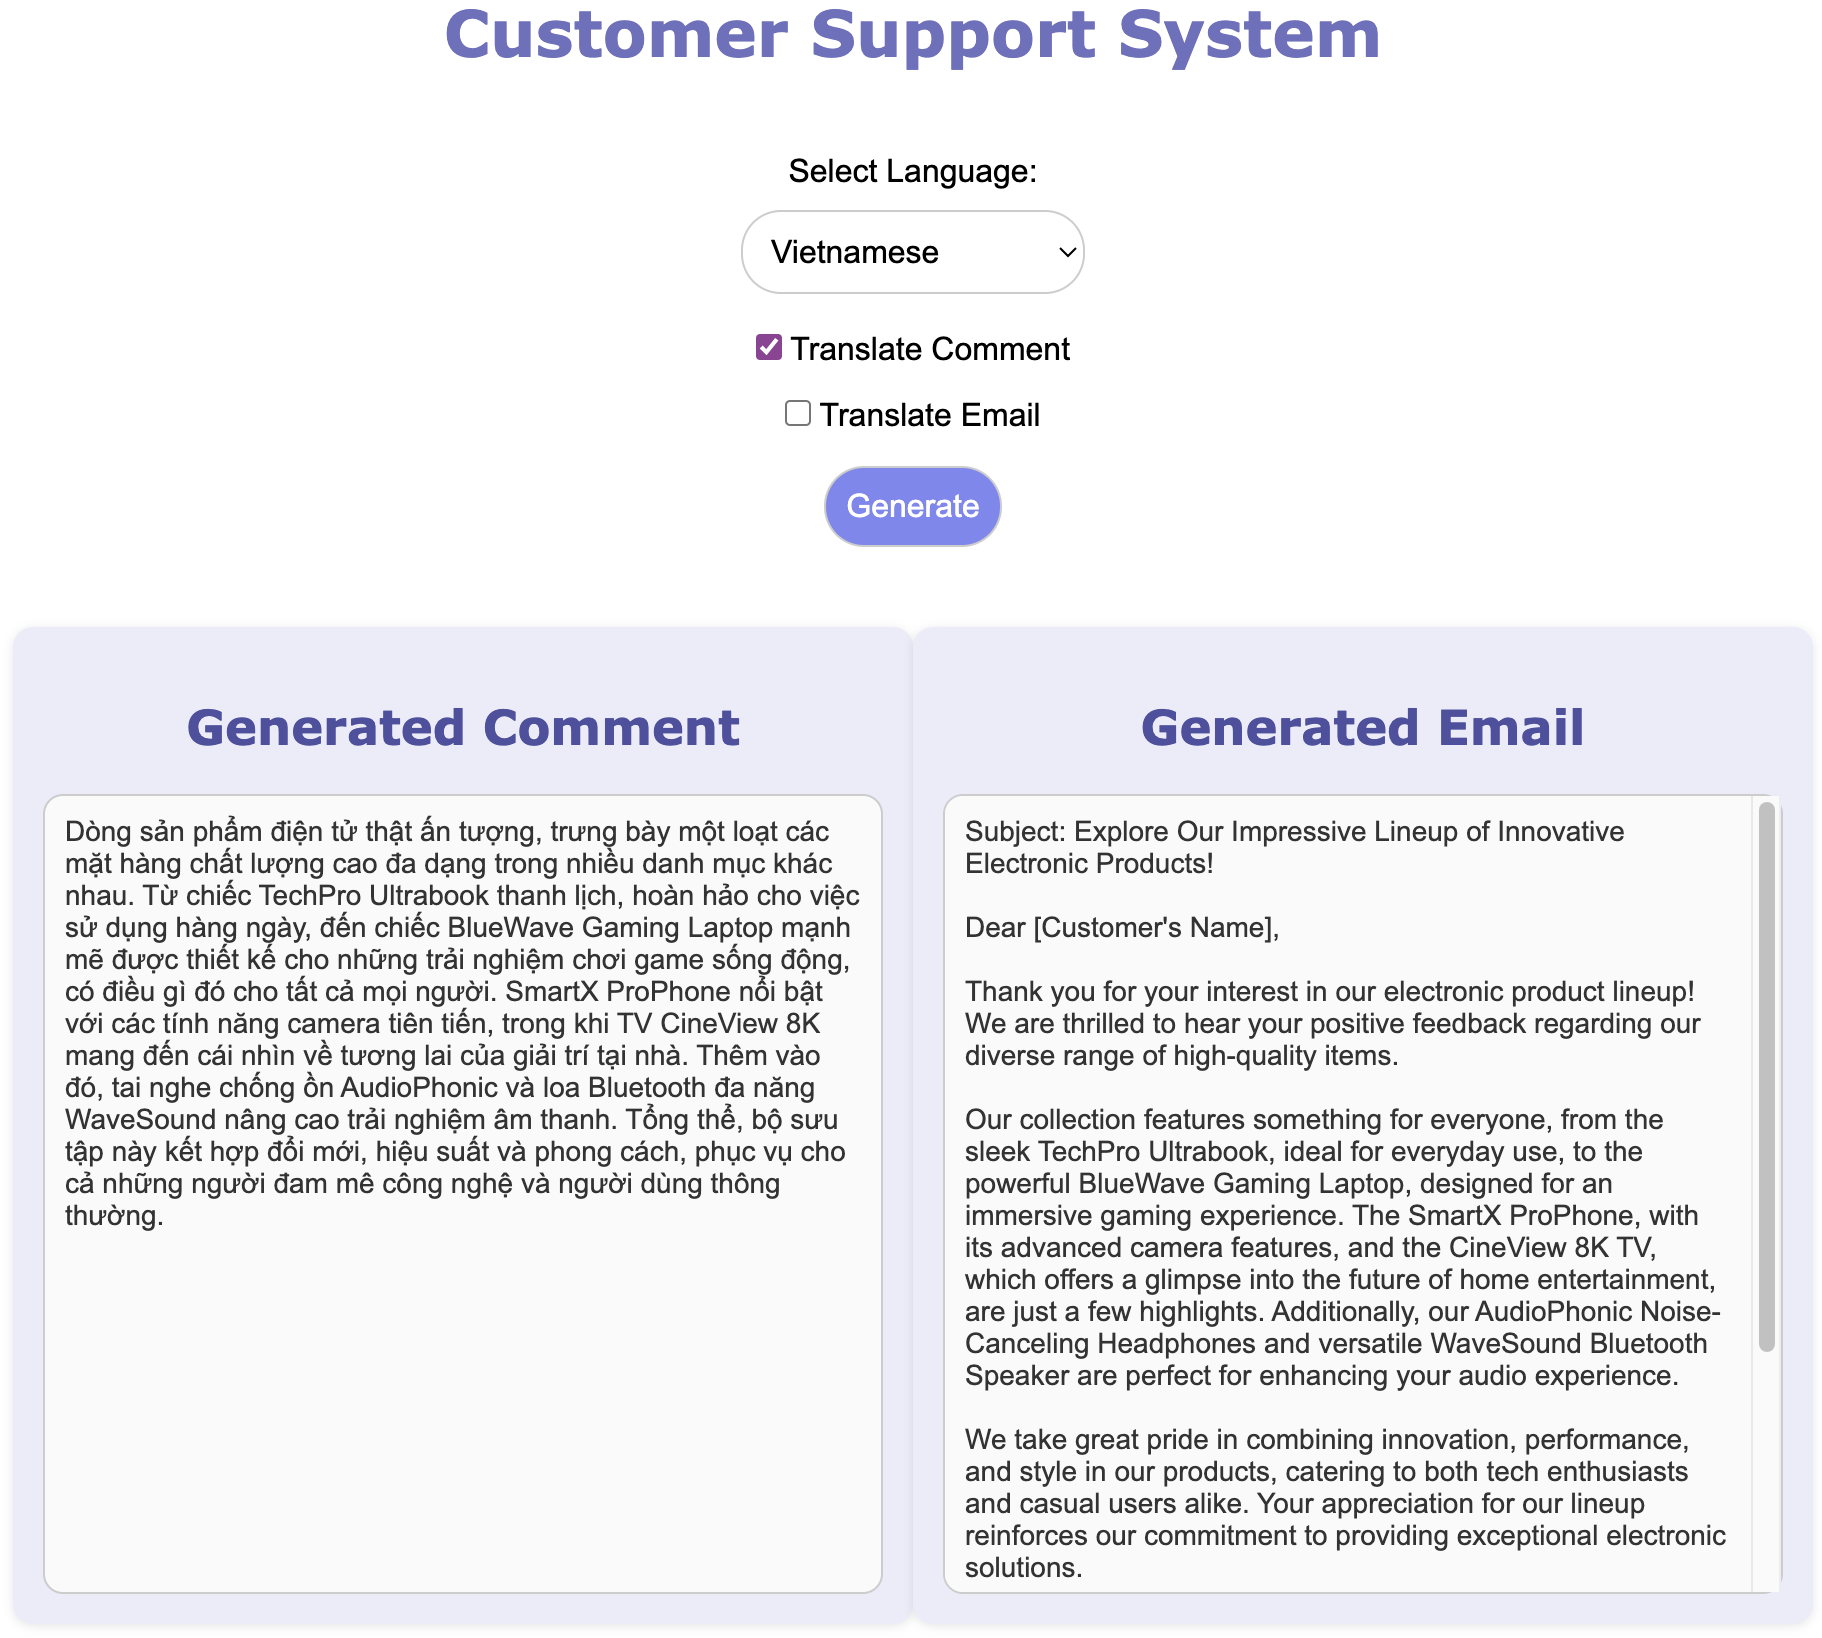 Customer Support System
Select Language:
Vietnamese
Translate Comment
Translate Email
Generate
Generated Comment
Dòng sản phẩm điện tử thật ấn tượng, trưng bày một loạt các
mặt hàng chất lượng cao đa dạng trong nhiều danh mục khác
nhau. Từ chiếc TechPro Ultrabook thanh lịch, hoàn hảo cho việc
sử dụng hàng ngày, đến chiếc BlueWave Gaming Laptop mạnh
mẽ được thiết kế cho những trải nghiệm chơi game sống động,
có điều gì đó cho tất cả mọi người. SmartX ProPhone nổi bật
với các tính năng camera tiên tiến, trong khi TV CineView 8K
mang đến cái nhìn về tương lai của giải trí tại nhà. Thêm vào
đó, tai nghe chống ồn AudioPhonic và loa Bluetooth đa năng
WaveSound nâng cao trải nghiệm âm thanh. Tổng thể, bộ sưu
tập này kết hợp đổi mới, hiệu suất và phong cách, phục vụ cho
cả những người đam mê công nghệ và người dùng thông
thường.
Generated Email
Subject: Explore Our Impressive Lineup of Innovative
Electronic Products!
Dear [Customer's Name],
Thank you for your interest in our electronic product lineup!
We are thrilled to hear your positive feedback regarding our
diverse range of high-quality items.
Our collection features something for everyone, from the
sleek TechPro Ultrabook, ideal for everyday use, to the
powerful BlueWave Gaming Laptop, designed for an
immersive gaming experience. The SmartX ProPhone, with
its advanced camera features, and the CineView 8K TV,
which offers a glimpse into the future of home entertainment,
are just a few highlights. Additionally, our AudioPhonic Noise-
Canceling Headphones and versatile WaveSound Bluetooth
Speaker are perfect for enhancing your audio experience.
We take great pride in combining innovation, performance,
and style in our products, catering to both tech enthusiasts
and casual users alike. Your appreciation for our lineup
reinforces our commitment to providing exceptional electronic
solutions.